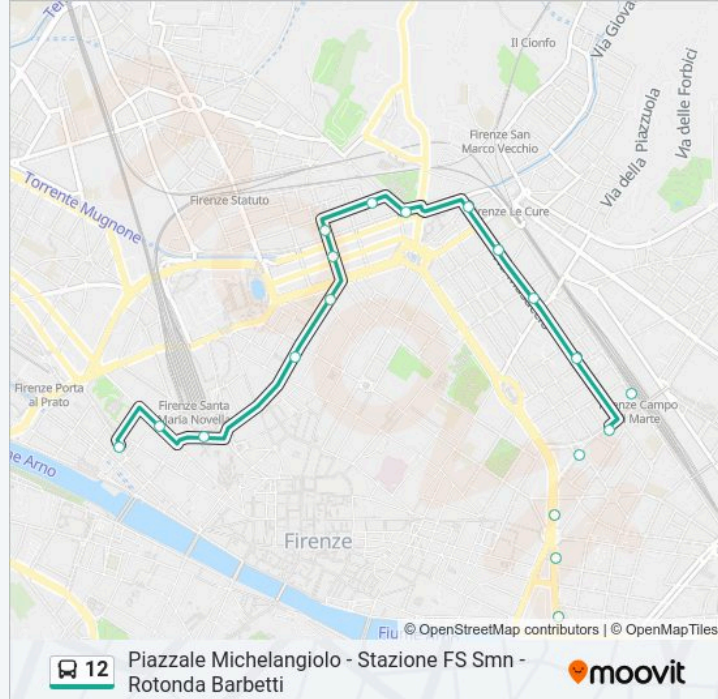 Il Cionfo
Via Giova
Via della Piazzuola
Via delle Forbici
Firenze San
Marco Vecchio
Torrente Mugnone
Firenze Statuto
Firenze Le Cure
Firenze Porta
al Prato
Firenze Santa
Maria Novella
Firenze Campo
Marte
ne Arno
Firenze
Fiu
© OpenStreetMap contributors | © OpenMapTiles
12
Piazzale Michelangiolo - Stazione FS Smn -
Rotonda Barbetti
moovit